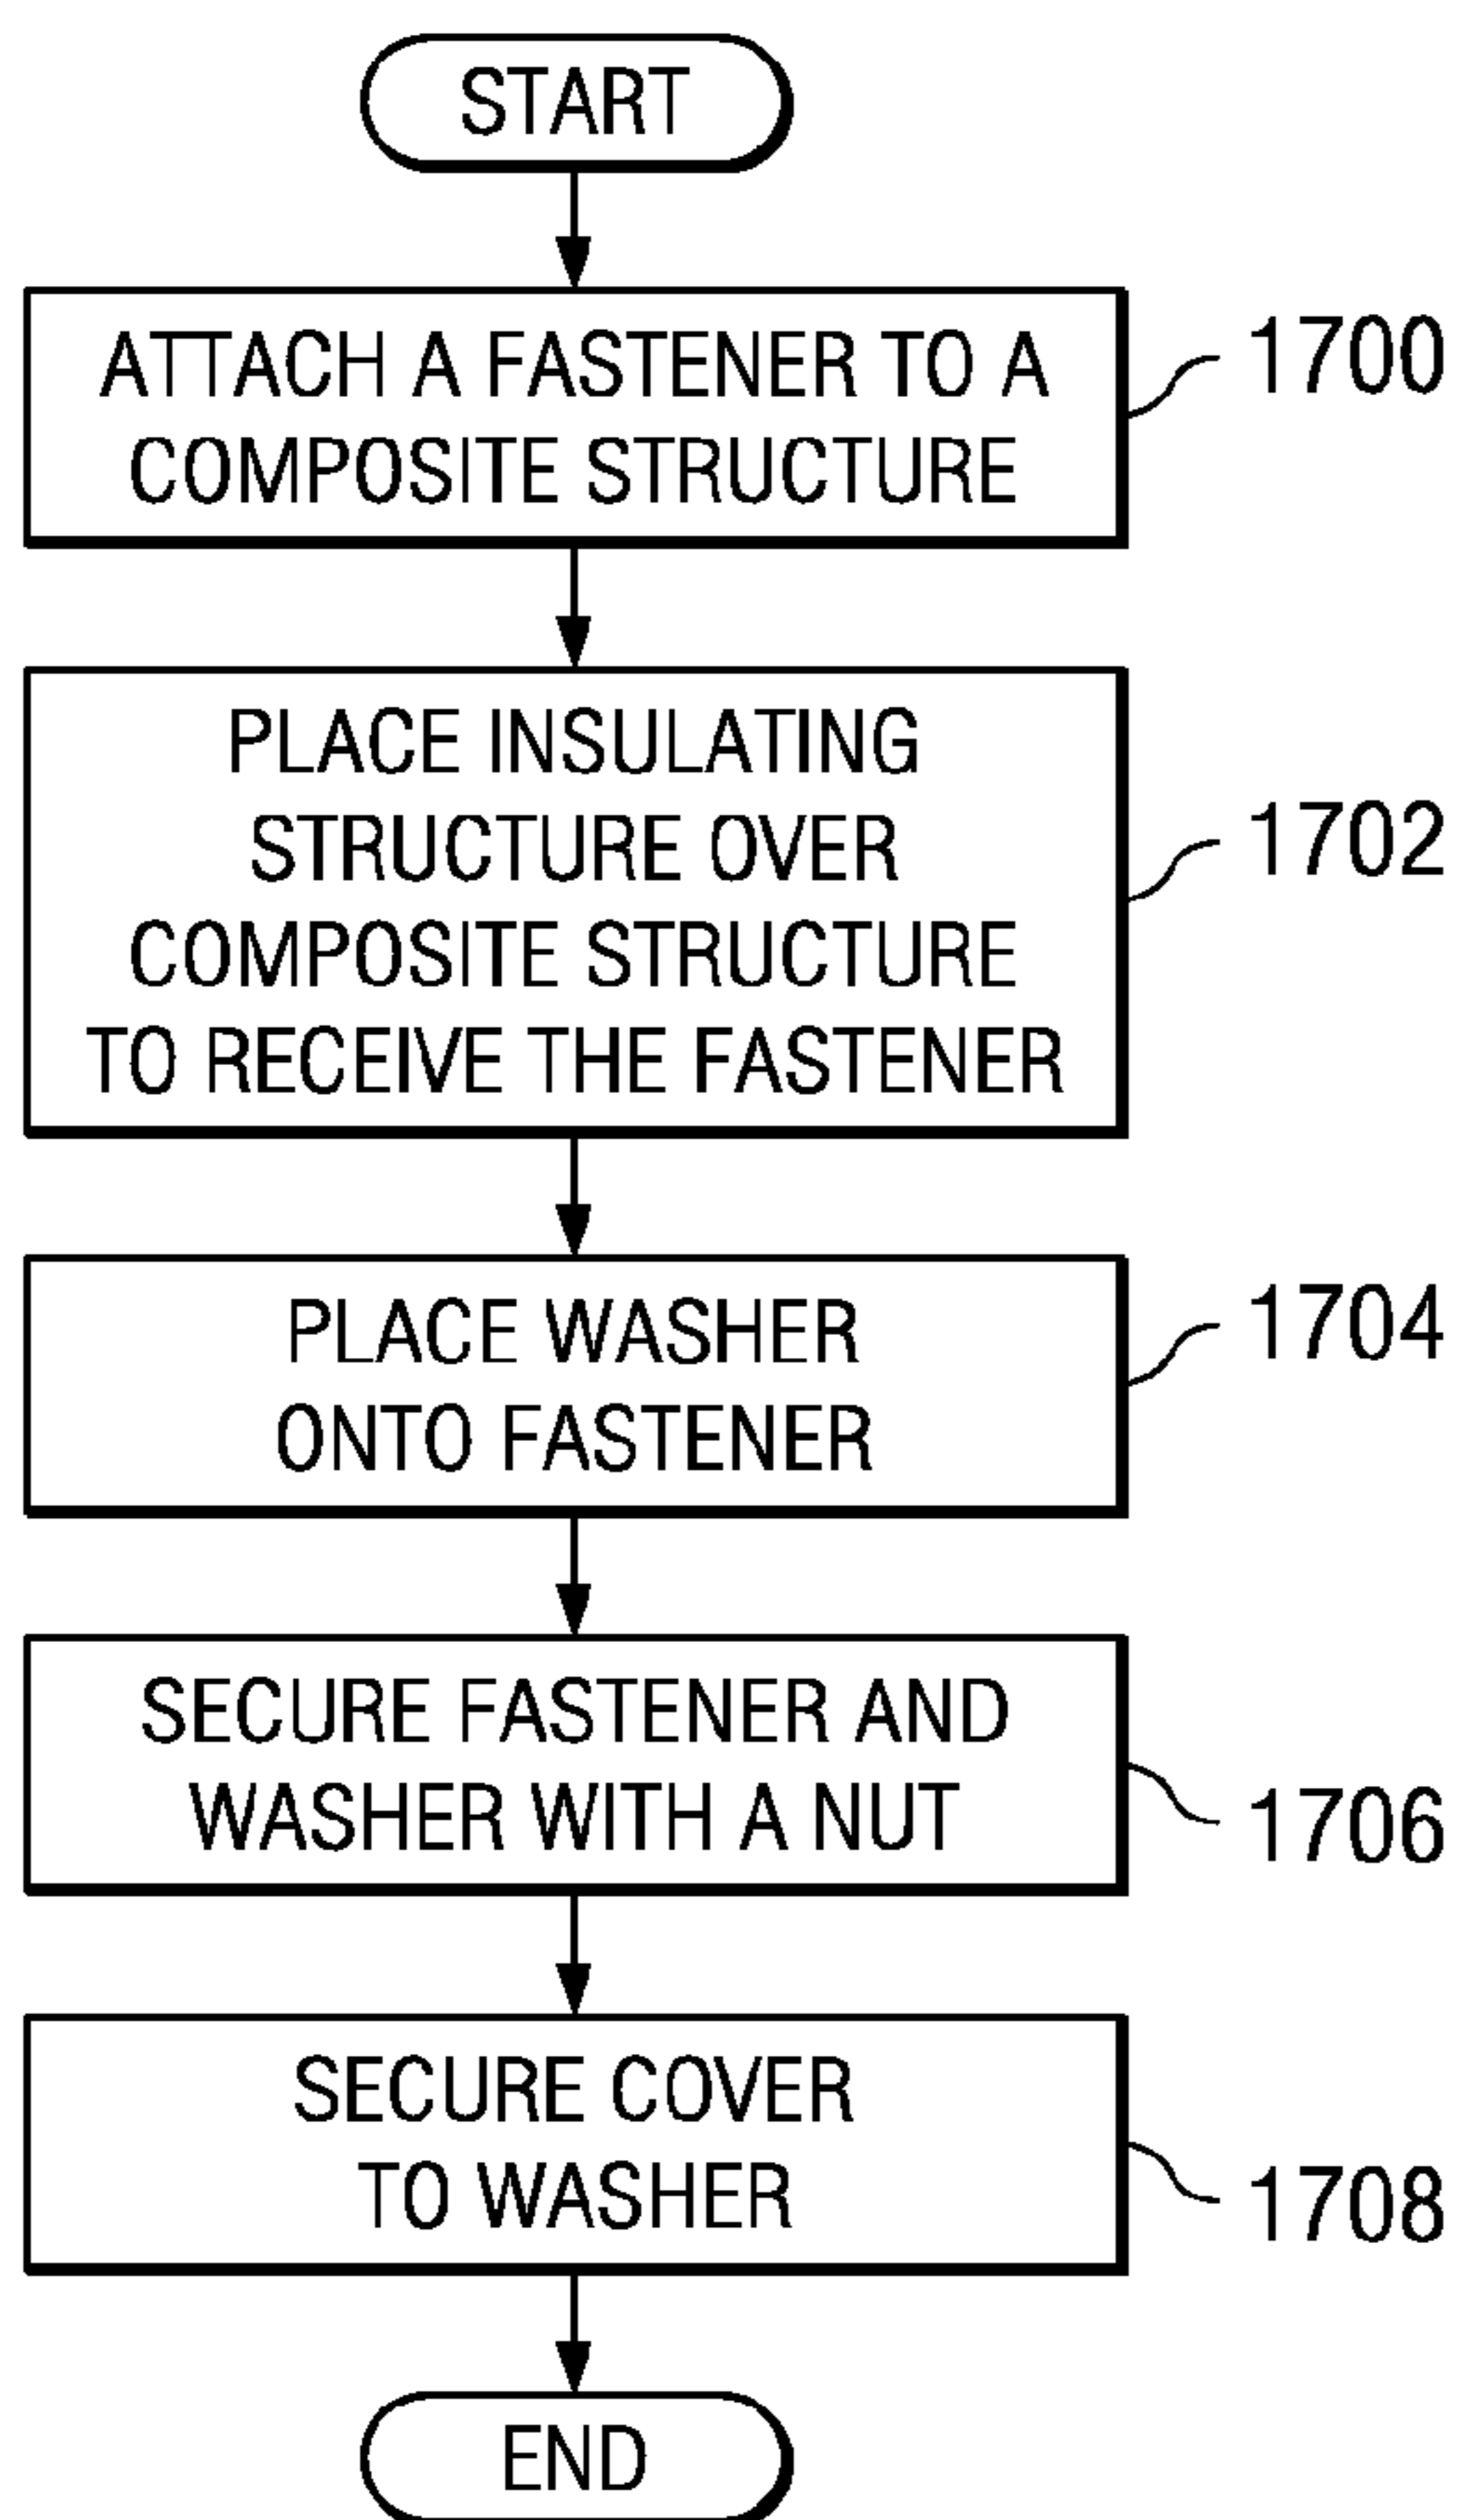 START
ATTACH A FASTENER TO A
COMPOSITE STRUCTURE
1700
PLACE INSULATING
STRUCTURE OVER
COMPOSITE STRUCTURE
TO RECEIVE THE FASTENER
1702
PLACE WASHER
ONTO FASTENER
1704
SECURE FASTENER AND
WASHER WITH A NUT
1706
SECURE COVER
TO WASHER
1708
END